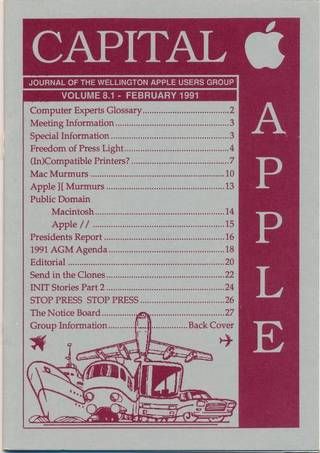 CAPITAL
APPLE
JOURNAL OF THE WELLINGTON APPLE USERS GROUP
VOLUME 8.1 - FEBRUARY 1991
Computer Experts Glossary 2
Meeting Information 3
Special Information 3
Freedom of Press Light 4
(In)Compatible Printers? 7
Mac Murmurs 10
Apple ][ Murmurs 13
Public Domain
Macintosh 14
Apple // 15
Presidents Report 16
1991 AGM Agenda 18
Editorial 20
Send in the Clones 22
INIT Stories Part 2 24
STOP PRESS STOP PRESS 26
The Notice Board 27
Group Information Back Cover